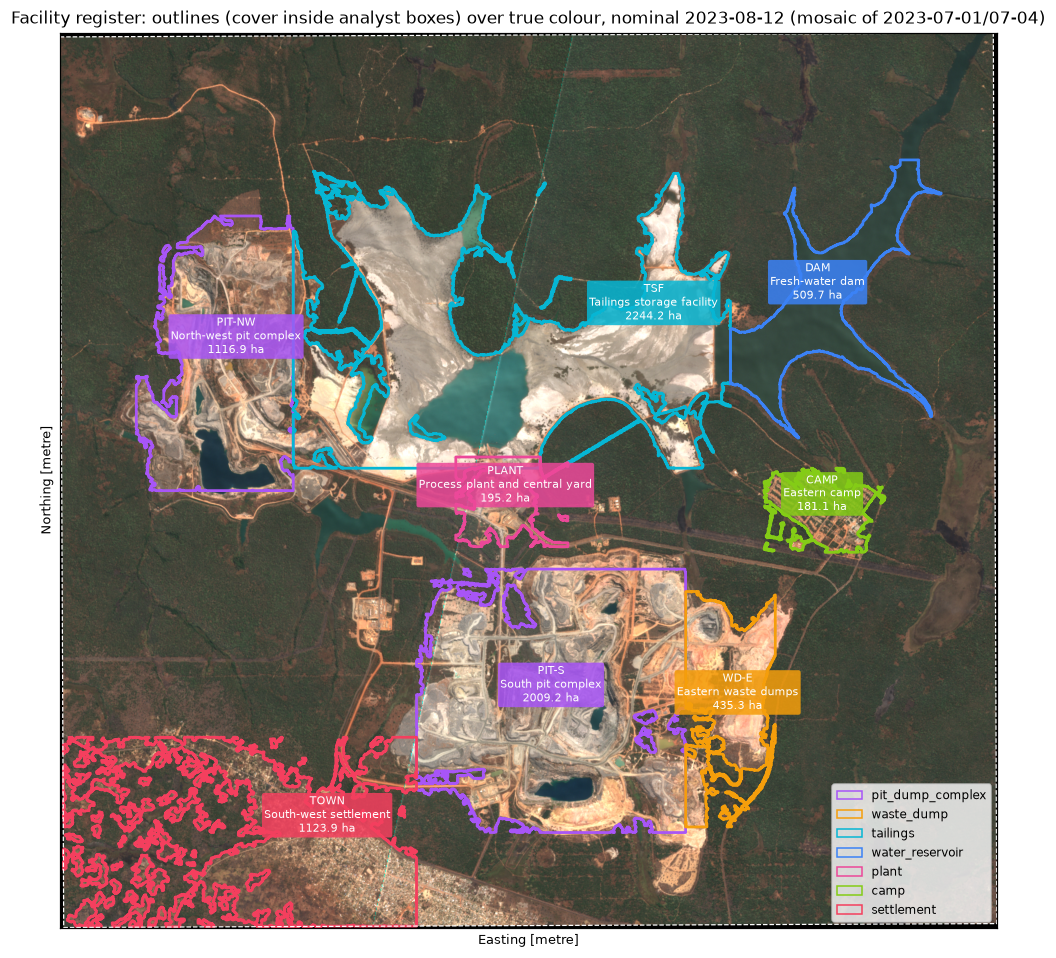 Facility register: outlines (cover inside analyst boxes) over true colour, nominal 2023-08-12 (mosaic of 2023-07-01/07-04)
DAM
Fresh-water dam
509.7 ha
TSF
Tailings storage facility
2244.2 ha
PIT-NW
North-west pit complex
1116.9 ha
PLANT
Process plant and central yard
195.2 ha
CAMP
Eastern camp
181.1 ha
PIT-S
South pit complex
2009.2 ha
WD-E
Eastern waste dumps
435.3 ha
TOWN
South-west settlement
1123.9 ha
pit_dump_complex
waste_dump
tailings
water_reservoir
plant
camp
settlement
Northing [metre]
Easting [metre]